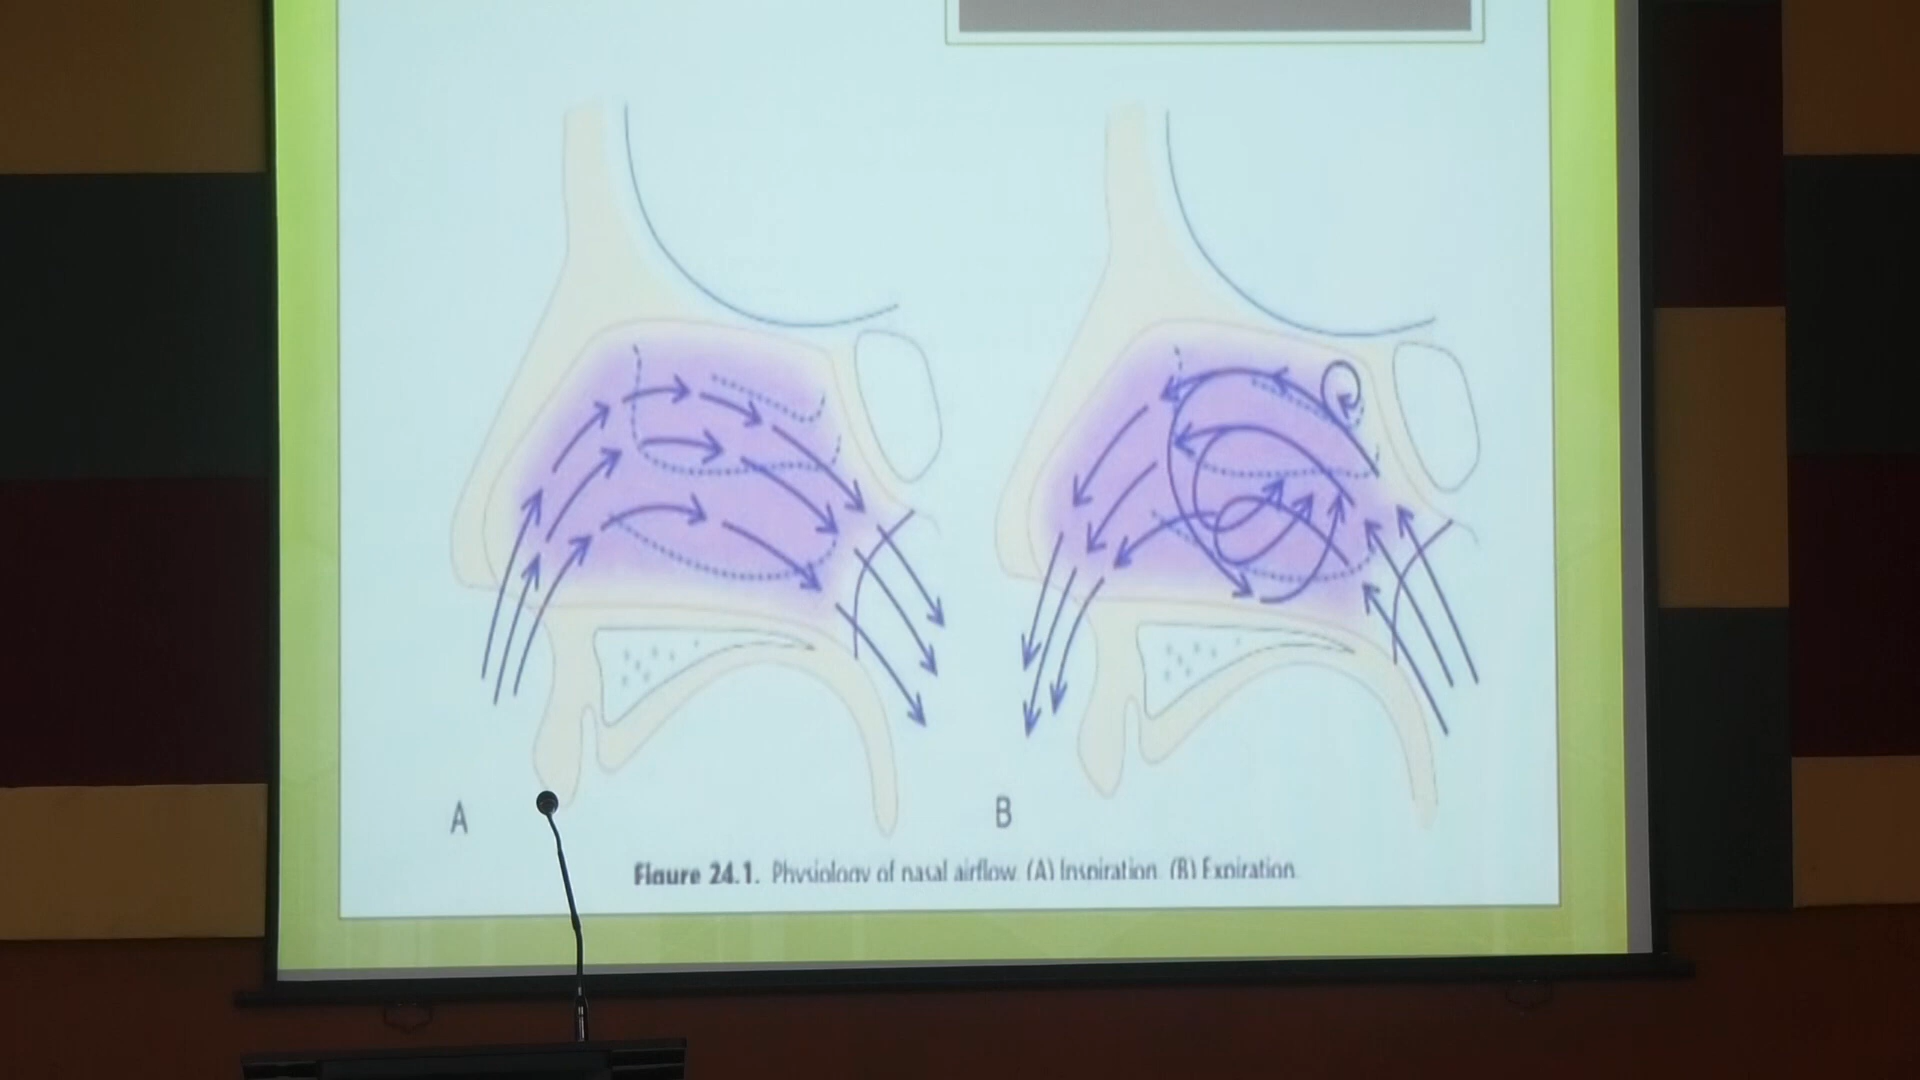 A
B
Figure 24.1. Physiology of nasal airflow. (A) Inspiration. (B) Expiration.